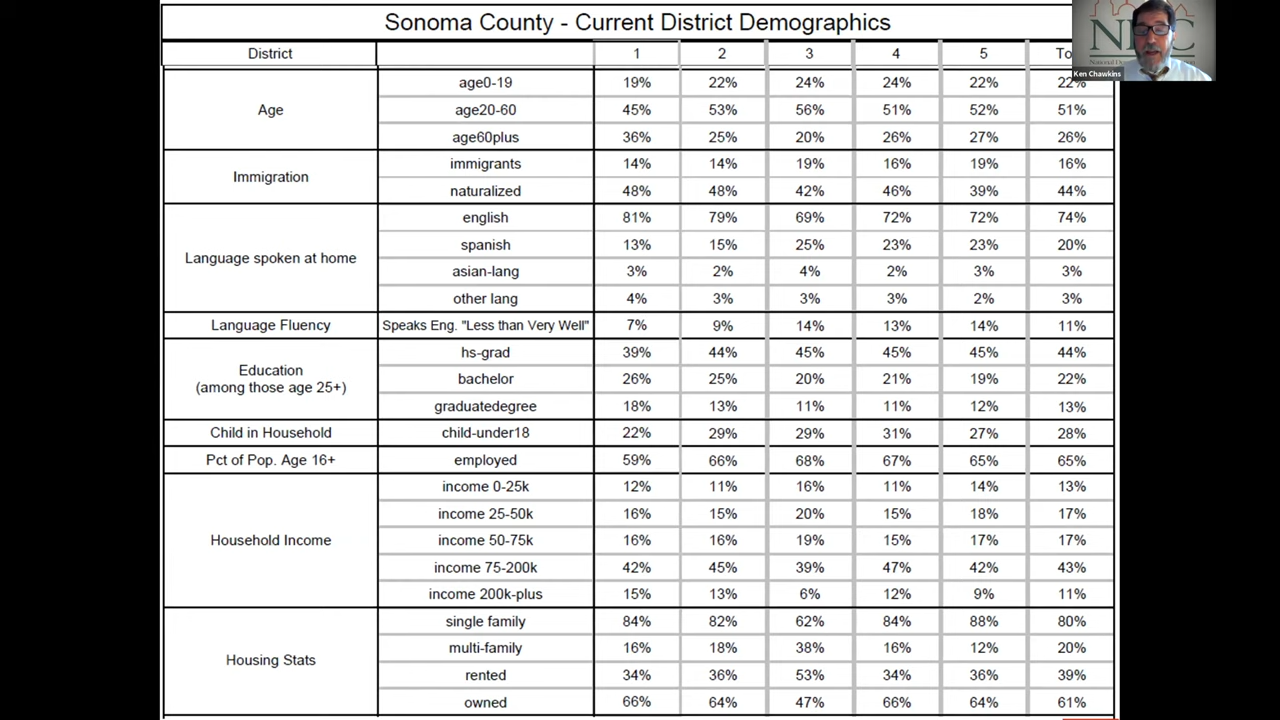 Sonoma County - Current District Demographics
District 1 2 3 4 5 To
Age age0-19 19% 22% 24% 24% 22% 22%
age20-60 45% 53% 56% 51% 52% 51%
age60plus 36% 25% 20% 26% 27% 26%
Immigration immigrants 14% 14% 19% 16% 19% 16%
naturalized 48% 48% 42% 46% 39% 44%
Language spoken at home english 81% 79% 69% 72% 72% 74%
spanish 13% 15% 25% 23% 23% 20%
asian-lang 3% 2% 4% 2% 3% 3%
other lang 4% 3% 3% 3% 2% 3%
Language Fluency Speaks Eng. "Less than Very Well" 7% 9% 14% 13% 14% 11%
Education
(among those age 25+) hs-grad 39% 44% 45% 45% 45% 44%
bachelor 26% 25% 20% 21% 19% 22%
graduatedegree 18% 13% 11% 11% 12% 13%
Child in Household child-under18 22% 29% 29% 31% 27% 28%
Pct of Pop. Age 16+ employed 59% 66% 68% 67% 65% 65%
Household Income income 0-25k 12% 11% 16% 11% 14% 13%
income 25-50k 16% 15% 20% 15% 18% 17%
income 50-75k 16% 16% 19% 15% 17% 17%
income 75-200k 42% 45% 39% 47% 42% 43%
income 200k-plus 15% 13% 6% 12% 9% 11%
Housing Stats single family 84% 82% 62% 84% 88% 80%
multi-family 16% 18% 38% 16% 12% 20%
rented 34% 36% 53% 34% 36% 39%
owned 66% 64% 47% 66% 64% 61%
Ken Chawkins